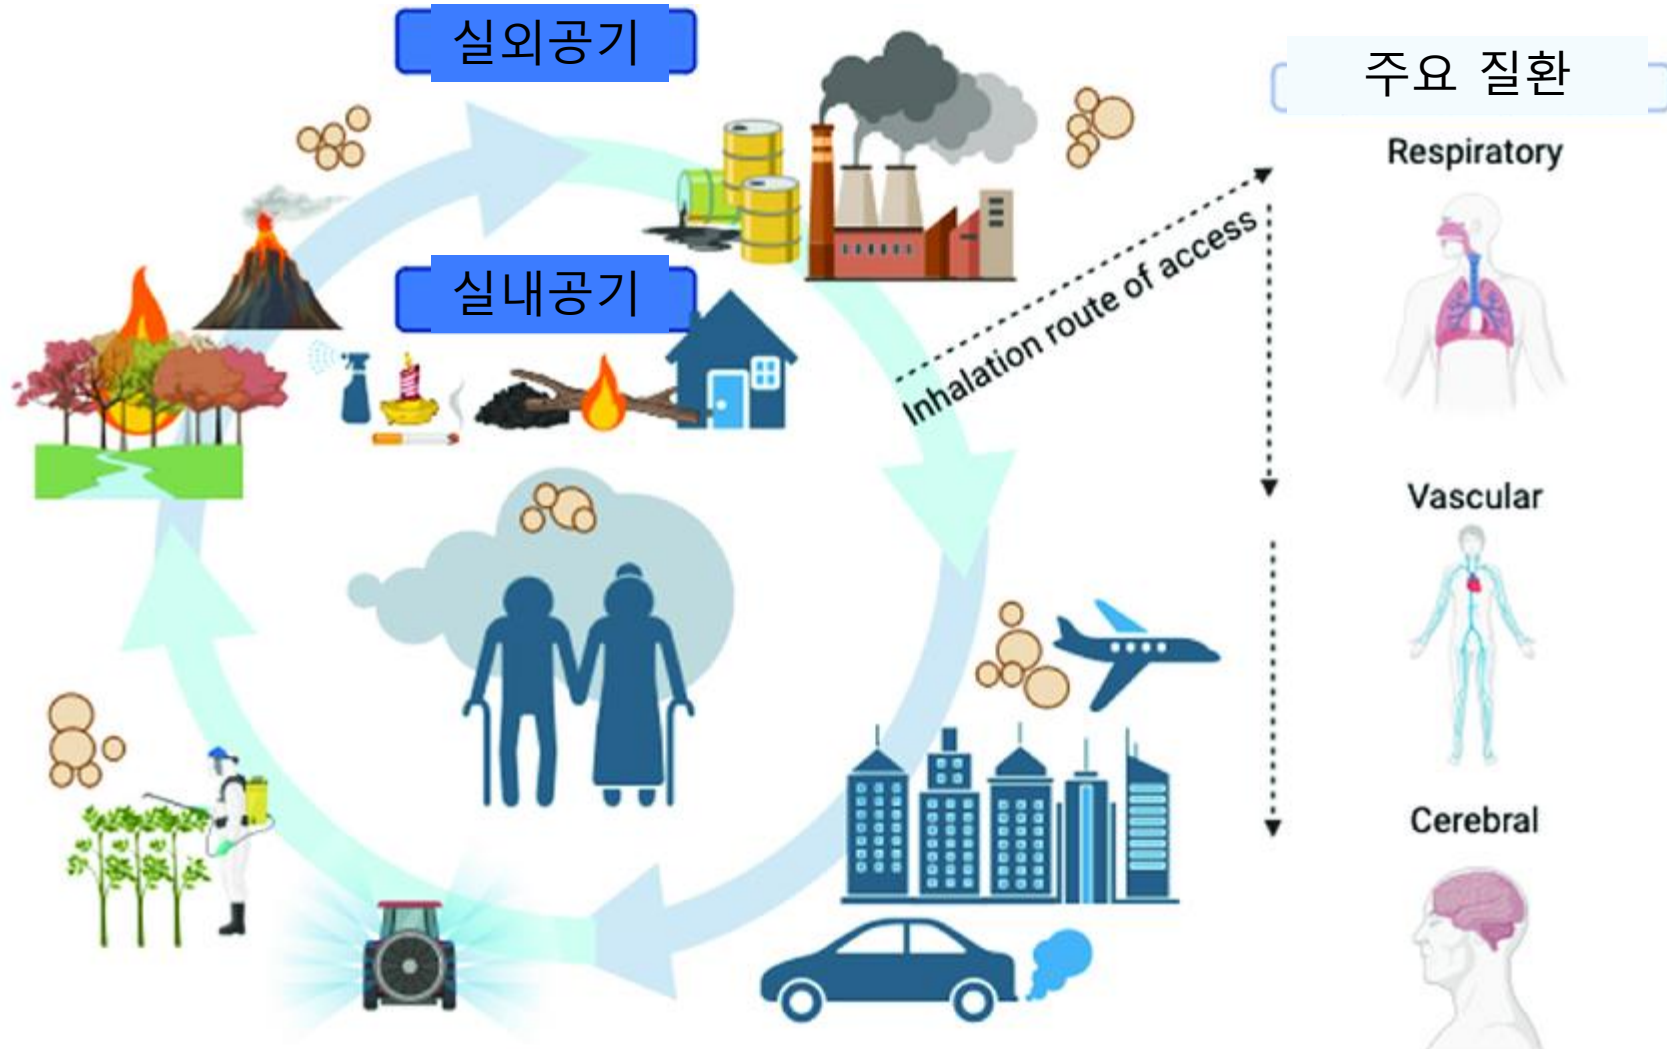 실외공기
주요 질환
Respiratory
실내공기
Inhalation route of access
Vascular
Cerebral